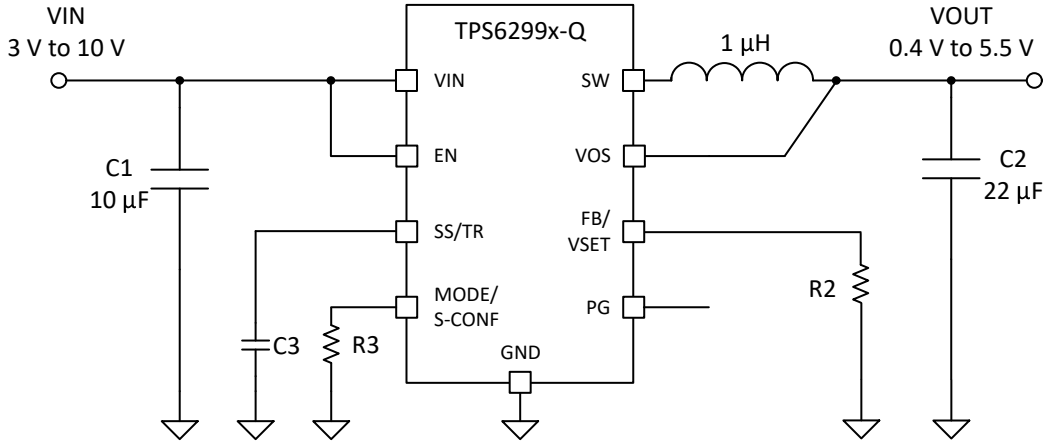 VIN
3 V to 10 V
TPS6299x-Q
VOUT
0.4 V to 5.5 V
1 µH
VIN
SW
EN
VOS
C1
10 µF
C2
22 µF
SS/TR
FB/
VSET
MODE/
S-CONF
R2
PG
C3
R3
GND